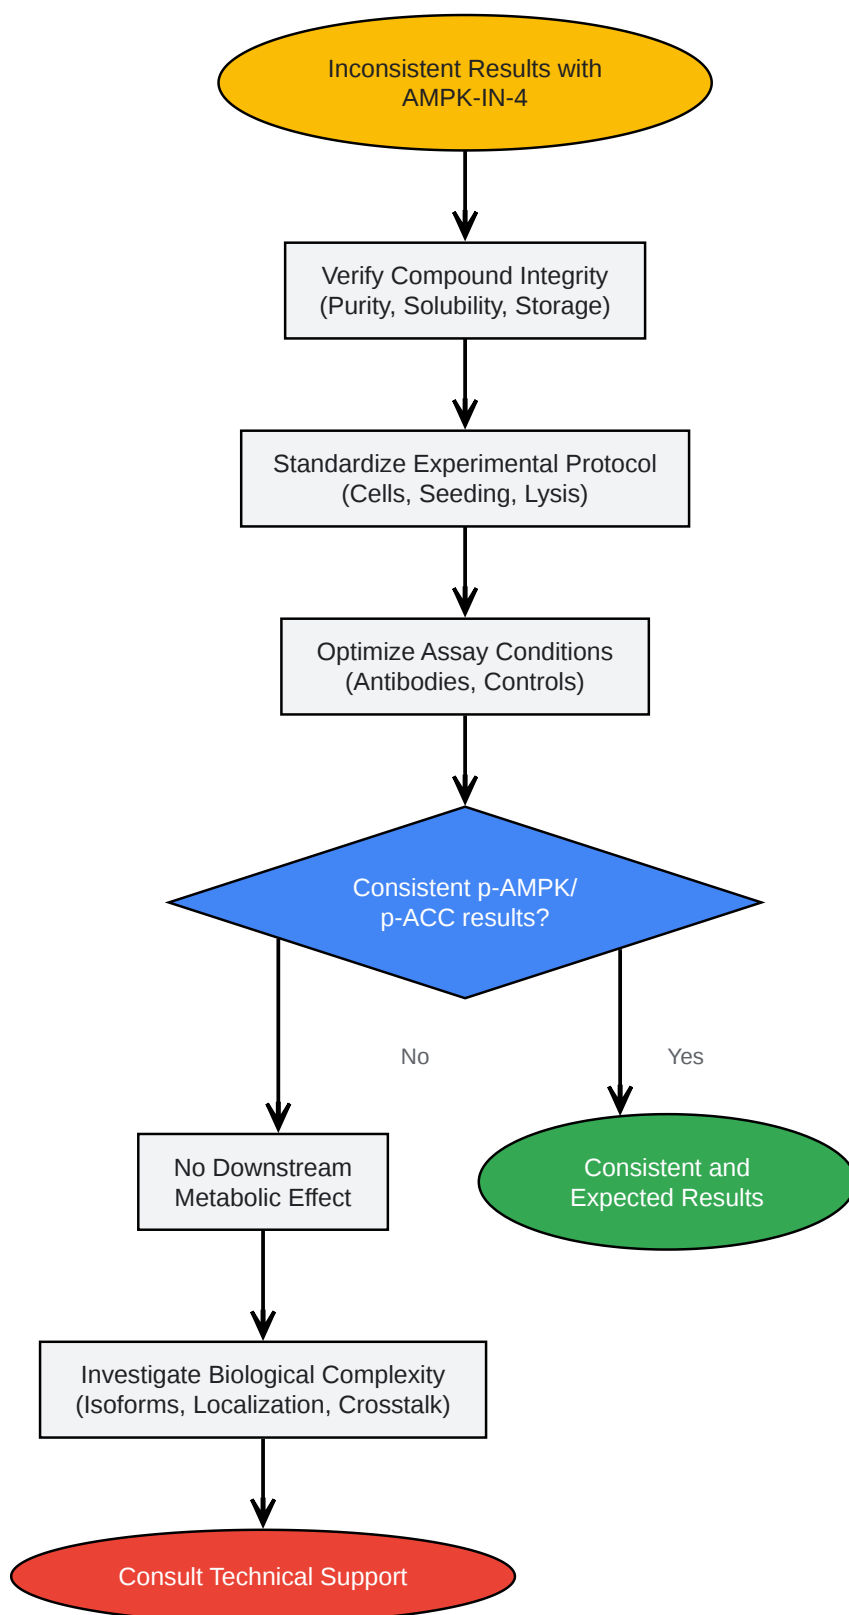 Inconsistent Results with
AMPK-IN-4
Verify Compound Integrity
(Purity, Solubility, Storage)
Standardize Experimental Protocol
(Cells, Seeding, Lysis)
Optimize Assay Conditions
(Antibodies, Controls)
Consistent p-AMPK/
p-ACC results?
No
Yes
No Downstream
Metabolic Effect
Consistent and
Expected Results
Investigate Biological Complexity
(Isoforms, Localization, Crosstalk)
Consult Technical Support